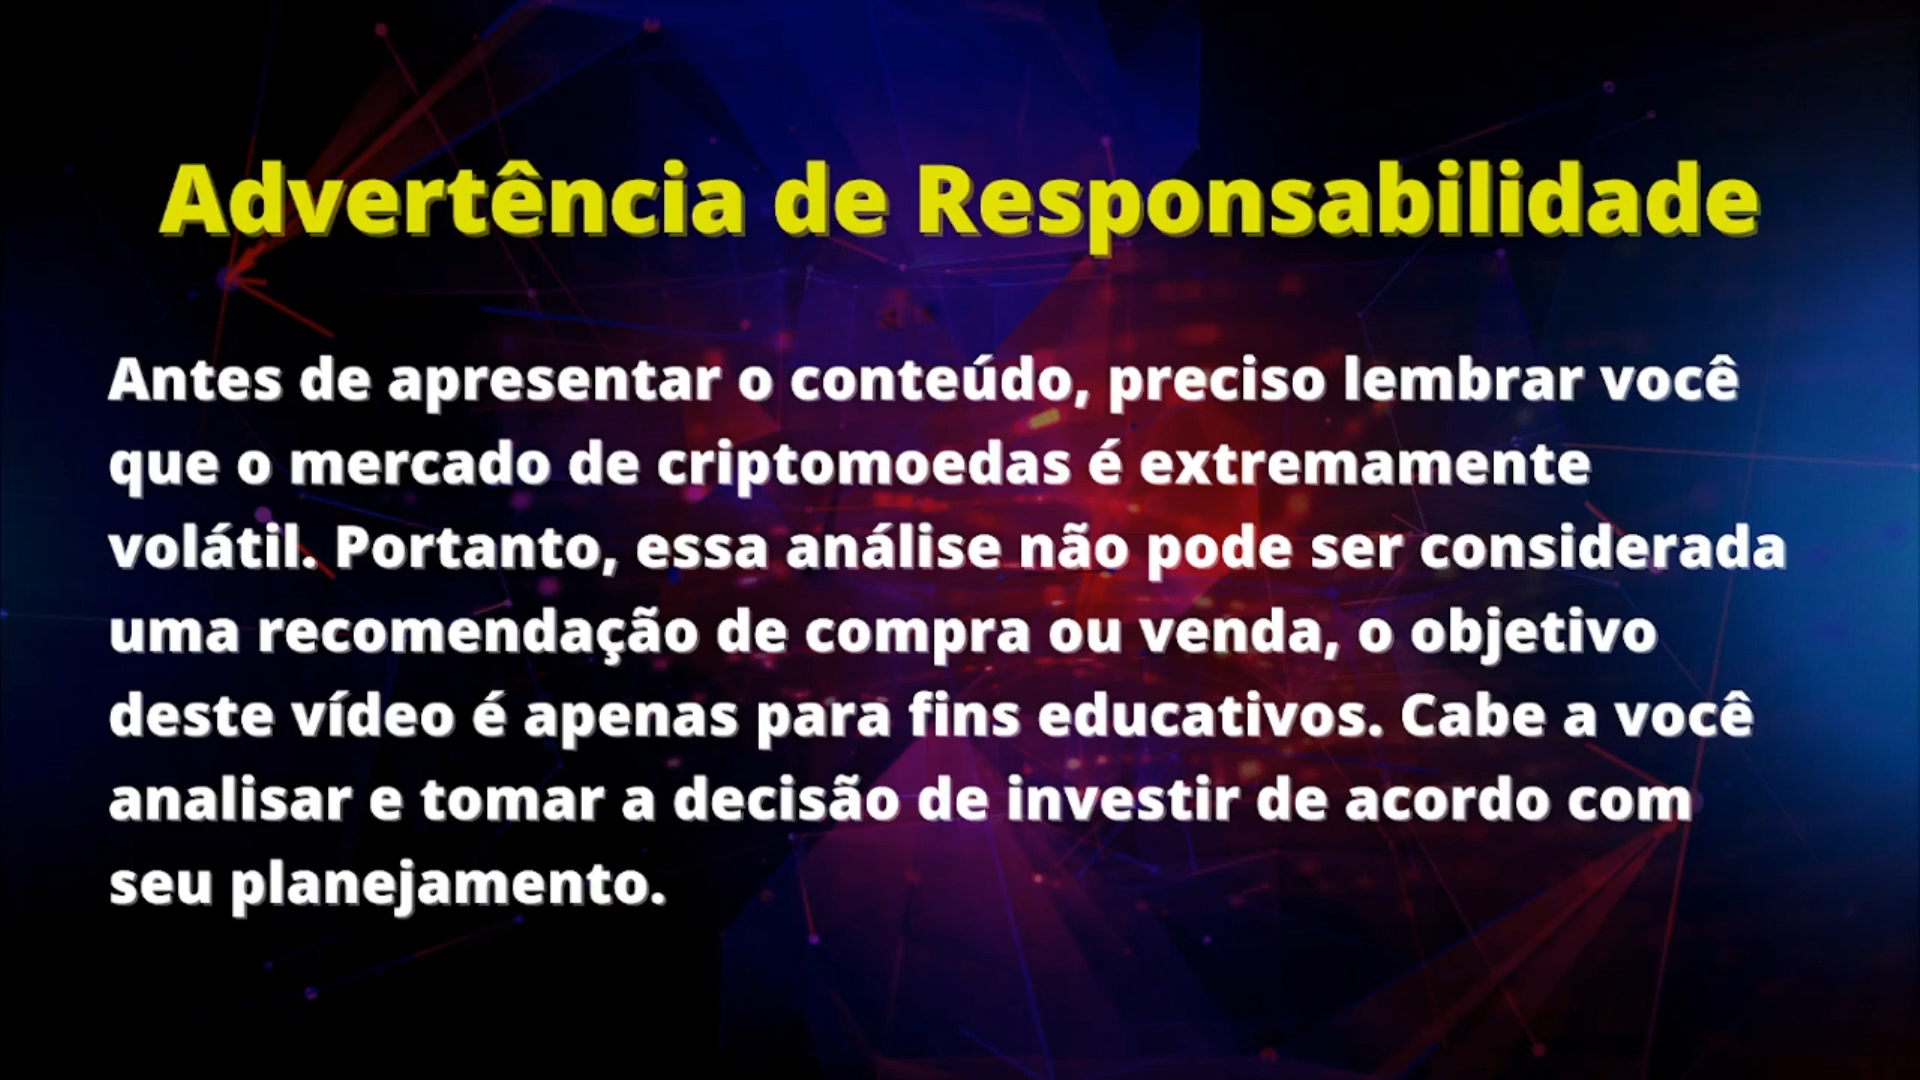 Advertência de Responsabilidade
Antes de apresentar o conteúdo, preciso lembrar você
que o mercado de criptomoedas é extremamente
volátil. Portanto, essa análise não pode ser considerada
uma recomendação de compra ou venda, o objetivo
deste vídeo é apenas para fins educativos. Cabe a você
analisar e tomar a decisão de investir de acordo com
seu planejamento.